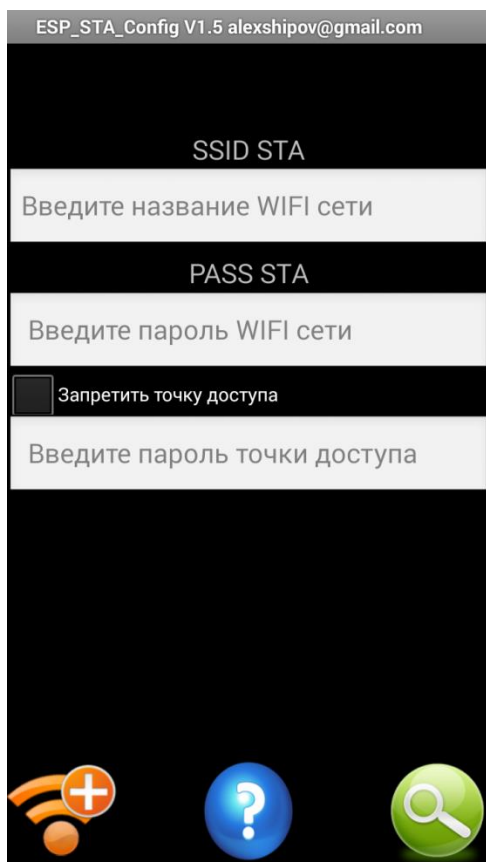 ESP_STA_Config V1.5 alexshipov@gmail.com
SSID STA
Введите название WIFI сети
PASS STA
Введите пароль WIFI сети
Запретить точку доступа
Введите пароль точки доступа